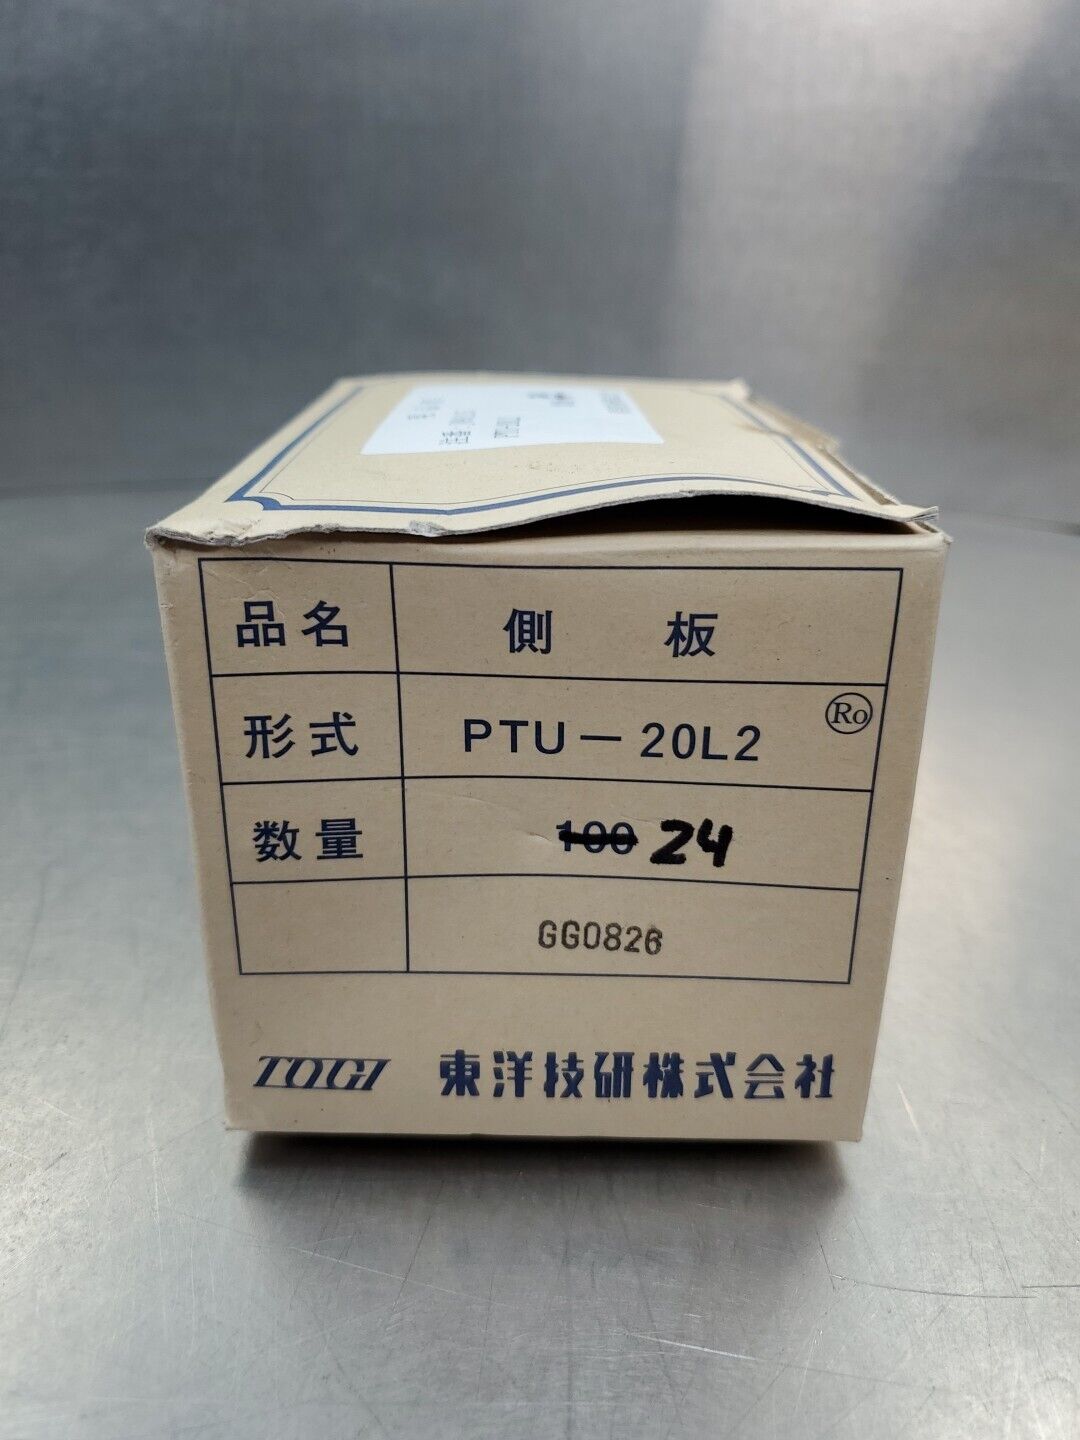 品名 側板
形式 PTU-20L2 Ro
数量 100 24
GG0826
TOGI 東洋技研株式会社